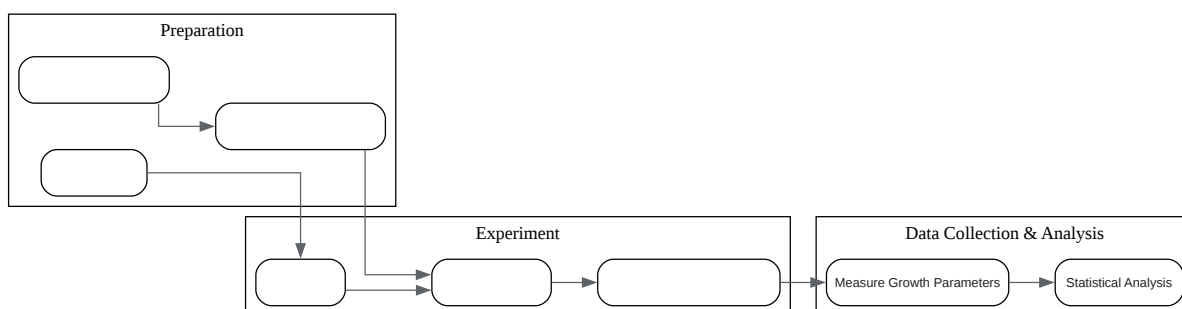 Preparation
Experiment
Data Collection & Analysis
Measure Growth Parameters
Statistical Analysis